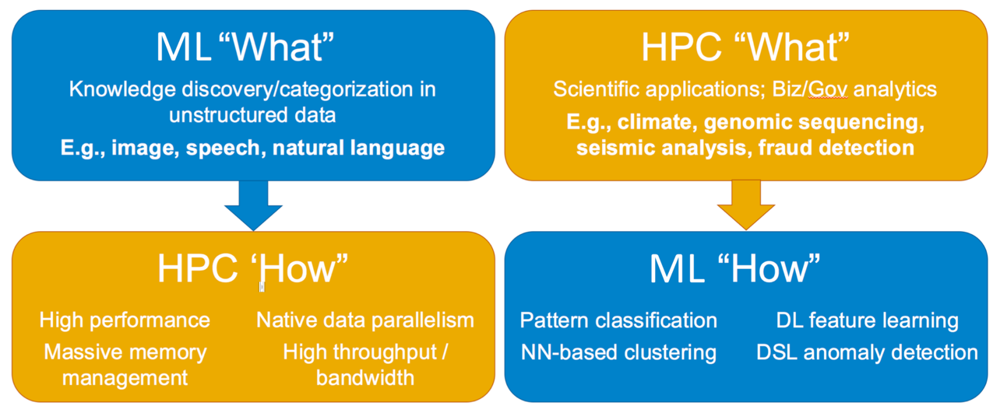 ML “What”
Knowledge discovery/categorization in
unstructured data
E.g., image, speech, natural language
HPC “What”
Scientific applications; Biz/Gov analytics
E.g., climate, genomic sequencing,
seismic analysis, fraud detection
HPC ‘How”
High performance
Massive memory
management
Native data parallelism
High throughput /
bandwidth
ML “How”
Pattern classification
NN-based clustering
DL feature learning
DSL anomaly detection